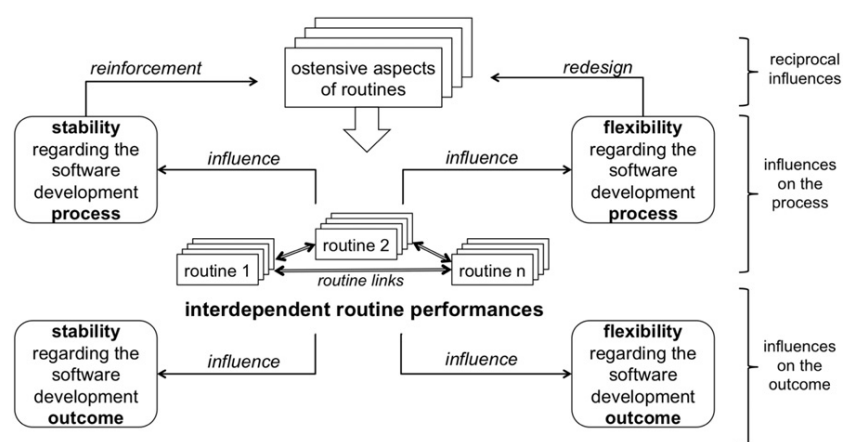 reinforcement
ostensive aspects
of routines
redesign
reciprocal
influences
stability
regarding the
software
development
process
influence
influence
flexibility
regarding the
software
development
process
influences
on the
process
routine 2
routine 1
routine n
routine links
interdependent routine performances
stability
regarding the
software
development
outcome
influence
influence
flexibility
regarding the
software
development
outcome
influences
on the
outcome